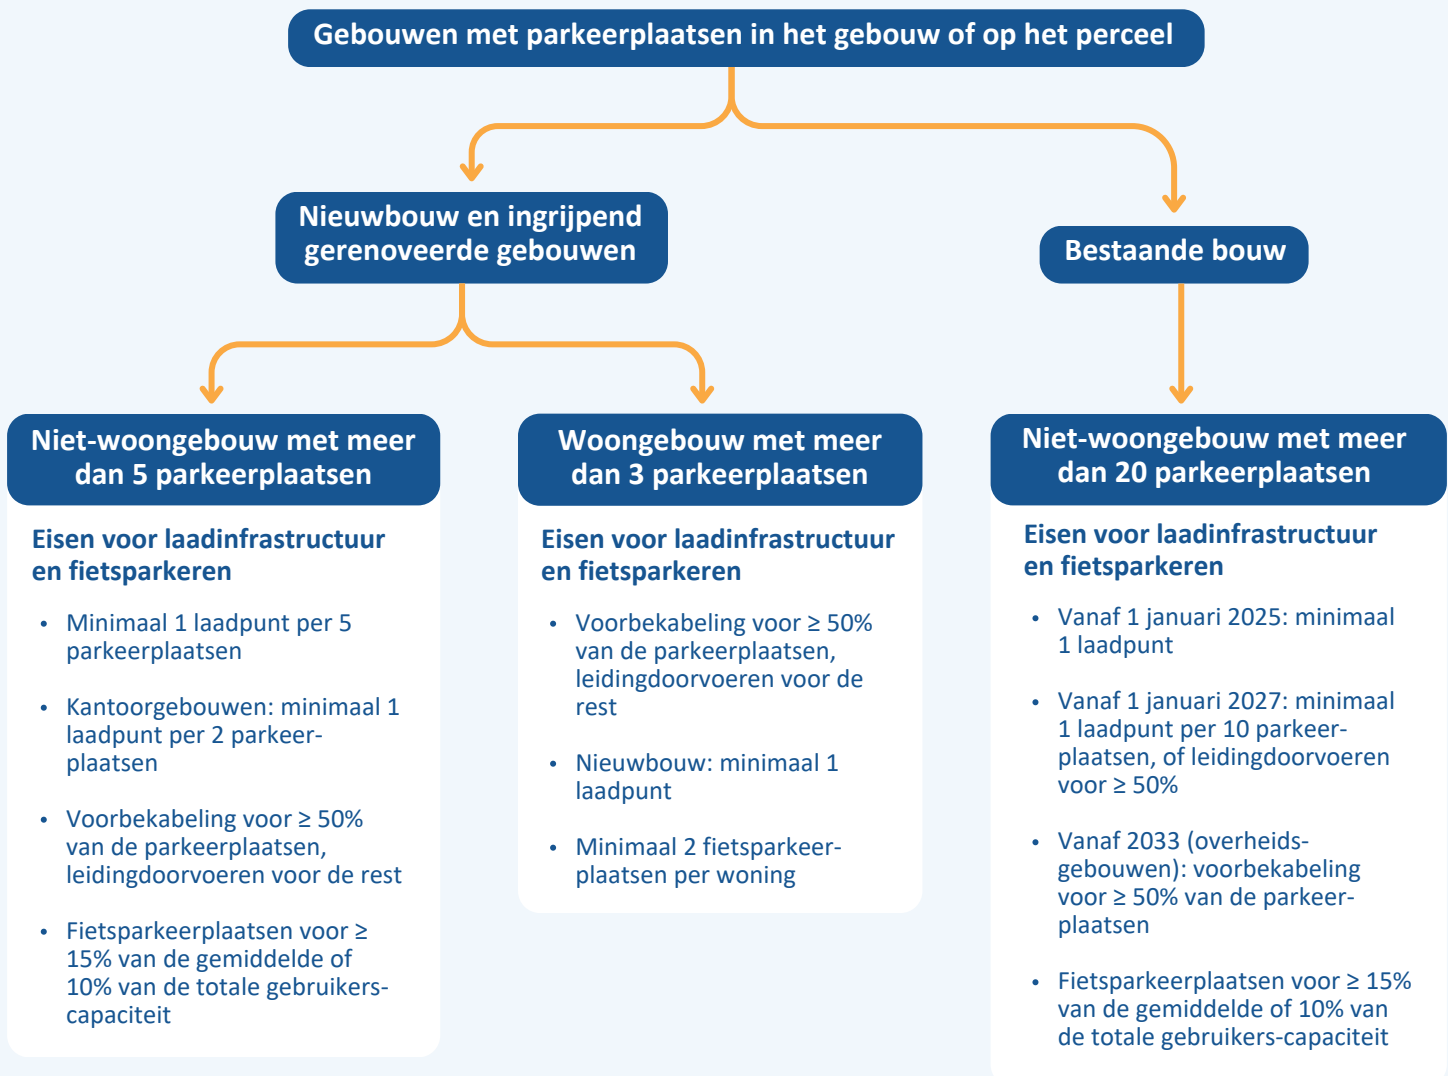 Gebouwen met parkeerplaatsen in het gebouw of op het perceel
Nieuwbouw en ingrijpend
gerenoveerde gebouwen
Bestaande bouw
Niet-woongebouw met meer
dan 5 parkeerplaatsen
Eisen voor laadinfrastructuur
en fietsparkeren
• Minimaal 1 laadpunt per 5
parkeerplaatsen
• Kantoorgebouwen: minimaal 1
laadpunt per 2 parkeer-
plaatsen
• Voorbekabeling voor ≥ 50%
van de parkeerplaatsen,
leidingdoorvoeren voor de rest
• Fietsparkeerplaatsen voor ≥
15% van de gemiddelde of
10% van de totale gebruikers-
capaciteit
Woongebouw met meer
dan 3 parkeerplaatsen
Eisen voor laadinfrastructuur
en fietsparkeren
• Voorbekabeling voor ≥ 50%
van de parkeerplaatsen,
leidingdoorvoeren voor de
rest
• Nieuwbouw: minimaal 1
laadpunt
• Minimaal 2 fietsparkeer-
plaatsen per woning
Niet-woongebouw met meer
dan 20 parkeerplaatsen
Eisen voor laadinfrastructuur
en fietsparkeren
• Vanaf 1 januari 2025: minimaal
1 laadpunt
• Vanaf 1 januari 2027: minimaal
1 laadpunt per 10 parkeer-
plaatsen, of leidingdoorvoeren
voor ≥ 50%
• Vanaf 2033 (overheids-
gebouwen): voorbekabeling
voor ≥ 50% van de parkeer-
plaatsen
• Fietsparkeerplaatsen voor ≥ 15%
van de gemiddelde of 10% van
de totale gebruikers-capaciteit